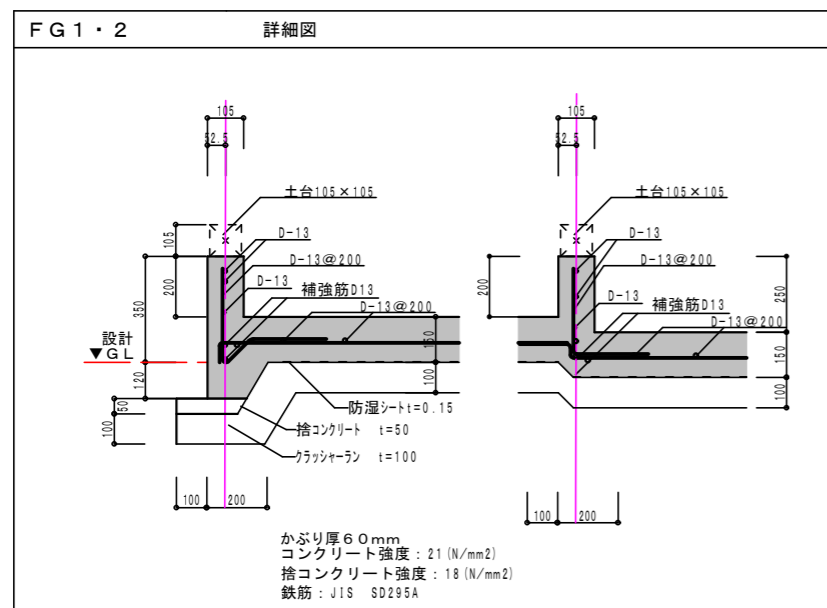 FG1・2 詳細図
105
52.5
土台105×105
D-13
D-13@200
D-13
補強筋D13
D-13@200
105
200
350
設計
▼GL
120
50
100
150
100
防湿シートt=0.15
捨コンクリート t=50
クラッシャーラン t=100
100 200
105
52.5
土台105×105
D-13
D-13@200
D-13
補強筋D13
D-13@200
200
250
150
100
100 200
かぶり厚60mm
コンクリート強度：21(N/mm2)
捨コンクリート強度：18(N/mm2)
鉄筋：JIS SD295A